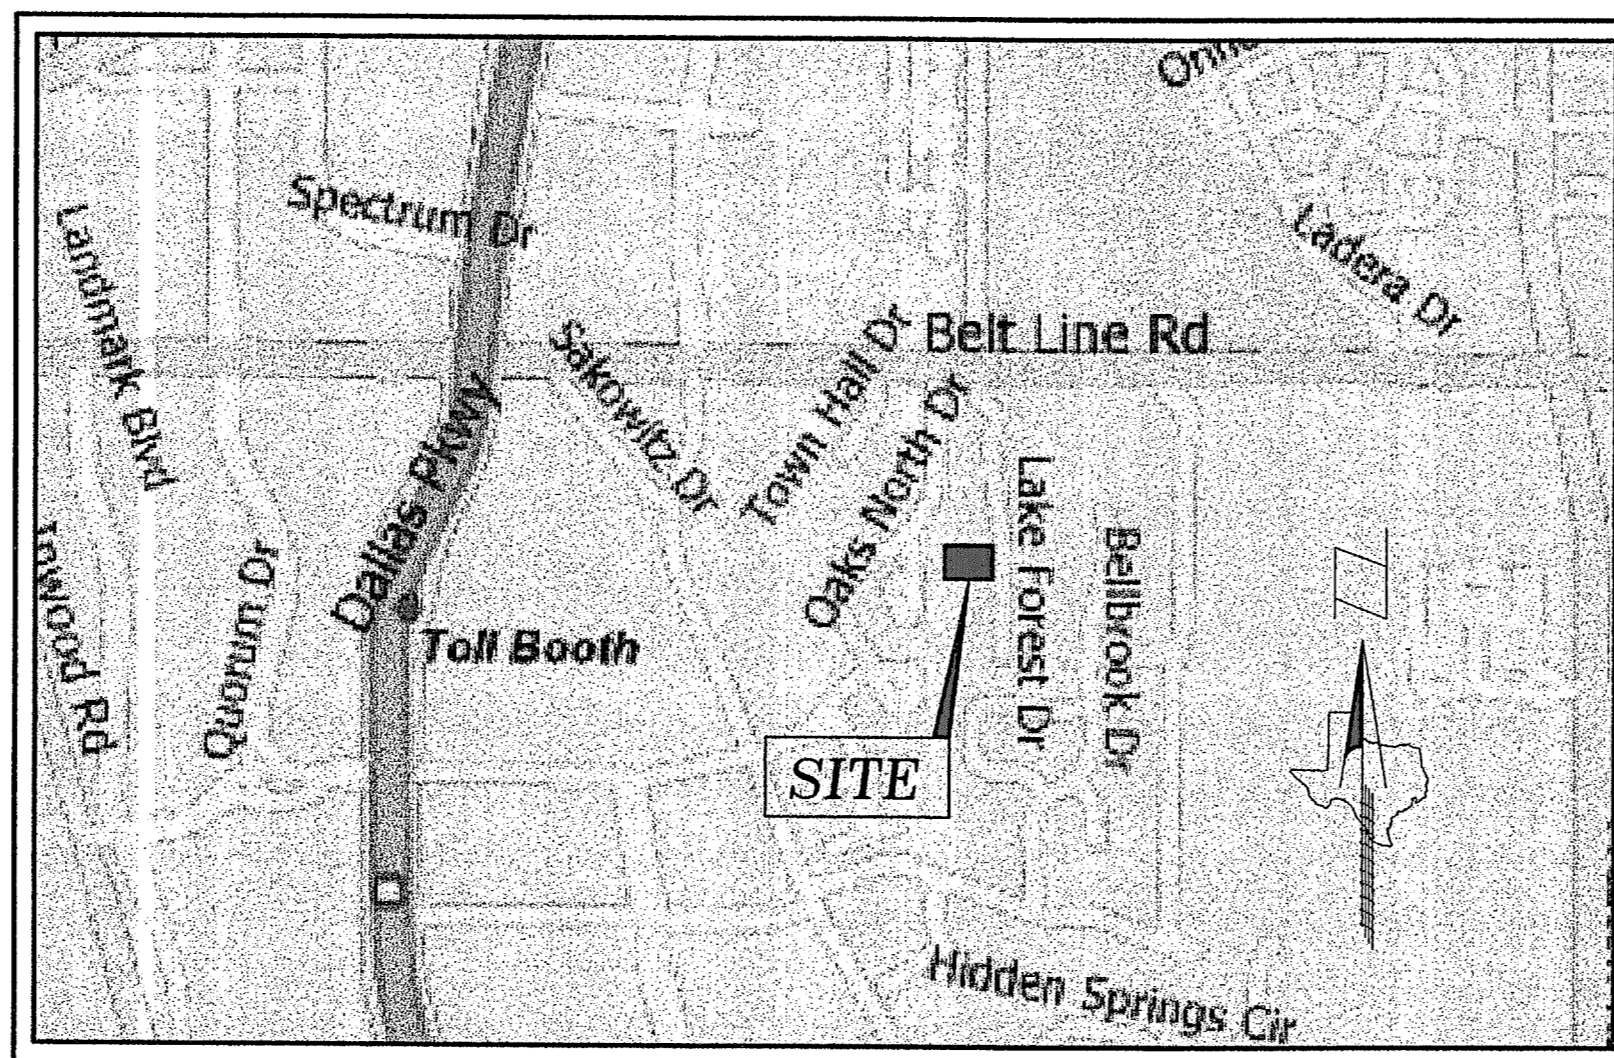 Spectrum Dr
Landmark Blvd
Ladera Dr
Belt Line Rd
Sakowitz Dr
Town Hall Dr
Oaks North Dr
Dallas Pkwy
Lake Forest Dr
Bellbrook Dr
Inwood Rd
Quorum Dr
Toll Booth
SITE
Hidden Springs Cir